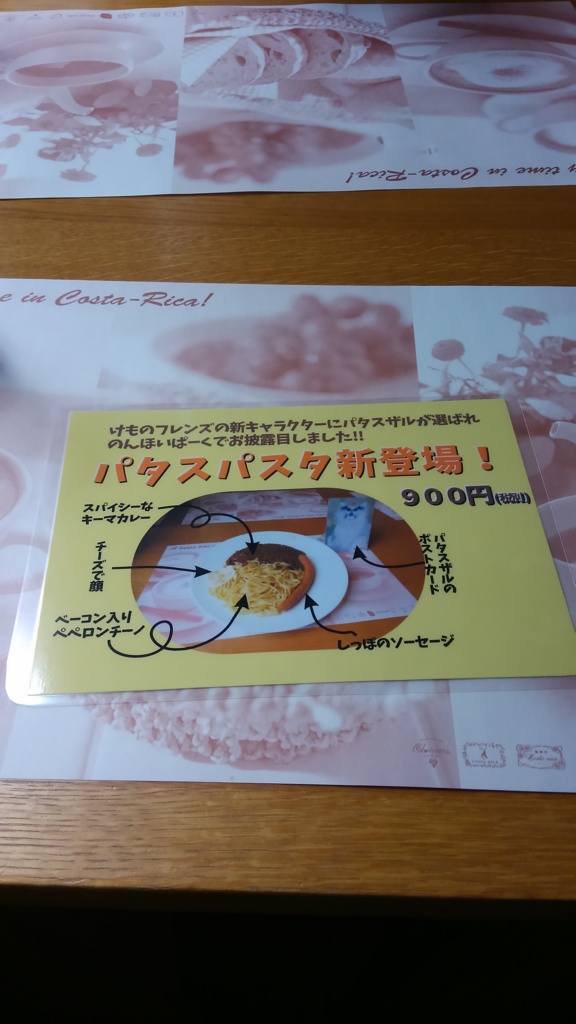 time in Costa-Rica!
e in Costa-Rica!
けものフレンズの新キャラクターにパタスザルが選ばれ
のんほいぱーくでお披露目しました!!
パタスパスタ新登場！
９００円(税込み)
スパイシーな
キーマカレー
チーズで顔
ベーコン入り
ペペロンチーノ
パタスザルの
ポストカード
しっぽのソーセージ